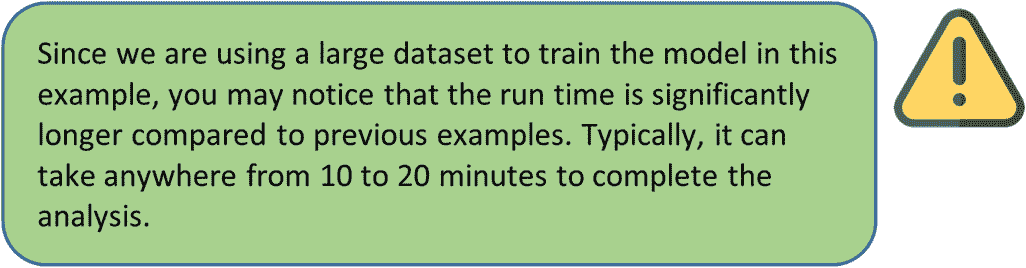 Since we are using a large dataset to train the model in this
example, you may notice that the run time is significantly
longer compared to previous examples. Typically, it can
take anywhere from 10 to 20 minutes to complete the
analysis.